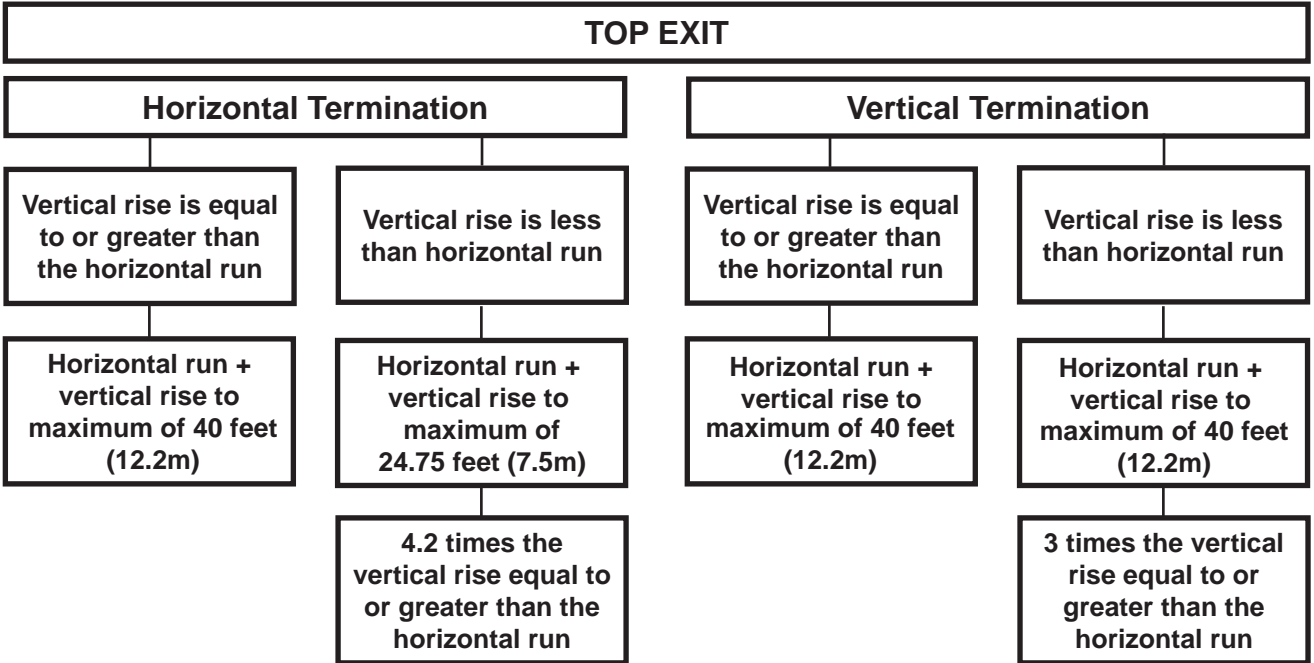 TOP EXIT
Horizontal Termination
Vertical rise is equal
to or greater than
the horizontal run
Horizontal run +
vertical rise to
maximum of 40 feet
(12.2m)
Vertical rise is less
than horizontal run
Horizontal run +
vertical rise to
maximum of
24.75 feet (7.5m)
4.2 times the
vertical rise equal to
or greater than the
horizontal run
Vertical Termination
Vertical rise is equal
to or greater than
the horizontal run
Horizontal run +
vertical rise to
maximum of 40 feet
(12.2m)
Vertical rise is less
than horizontal run
Horizontal run +
vertical rise to
maximum of 40 feet
(12.2m)
3 times the vertical
rise equal to or
greater than the
horizontal run